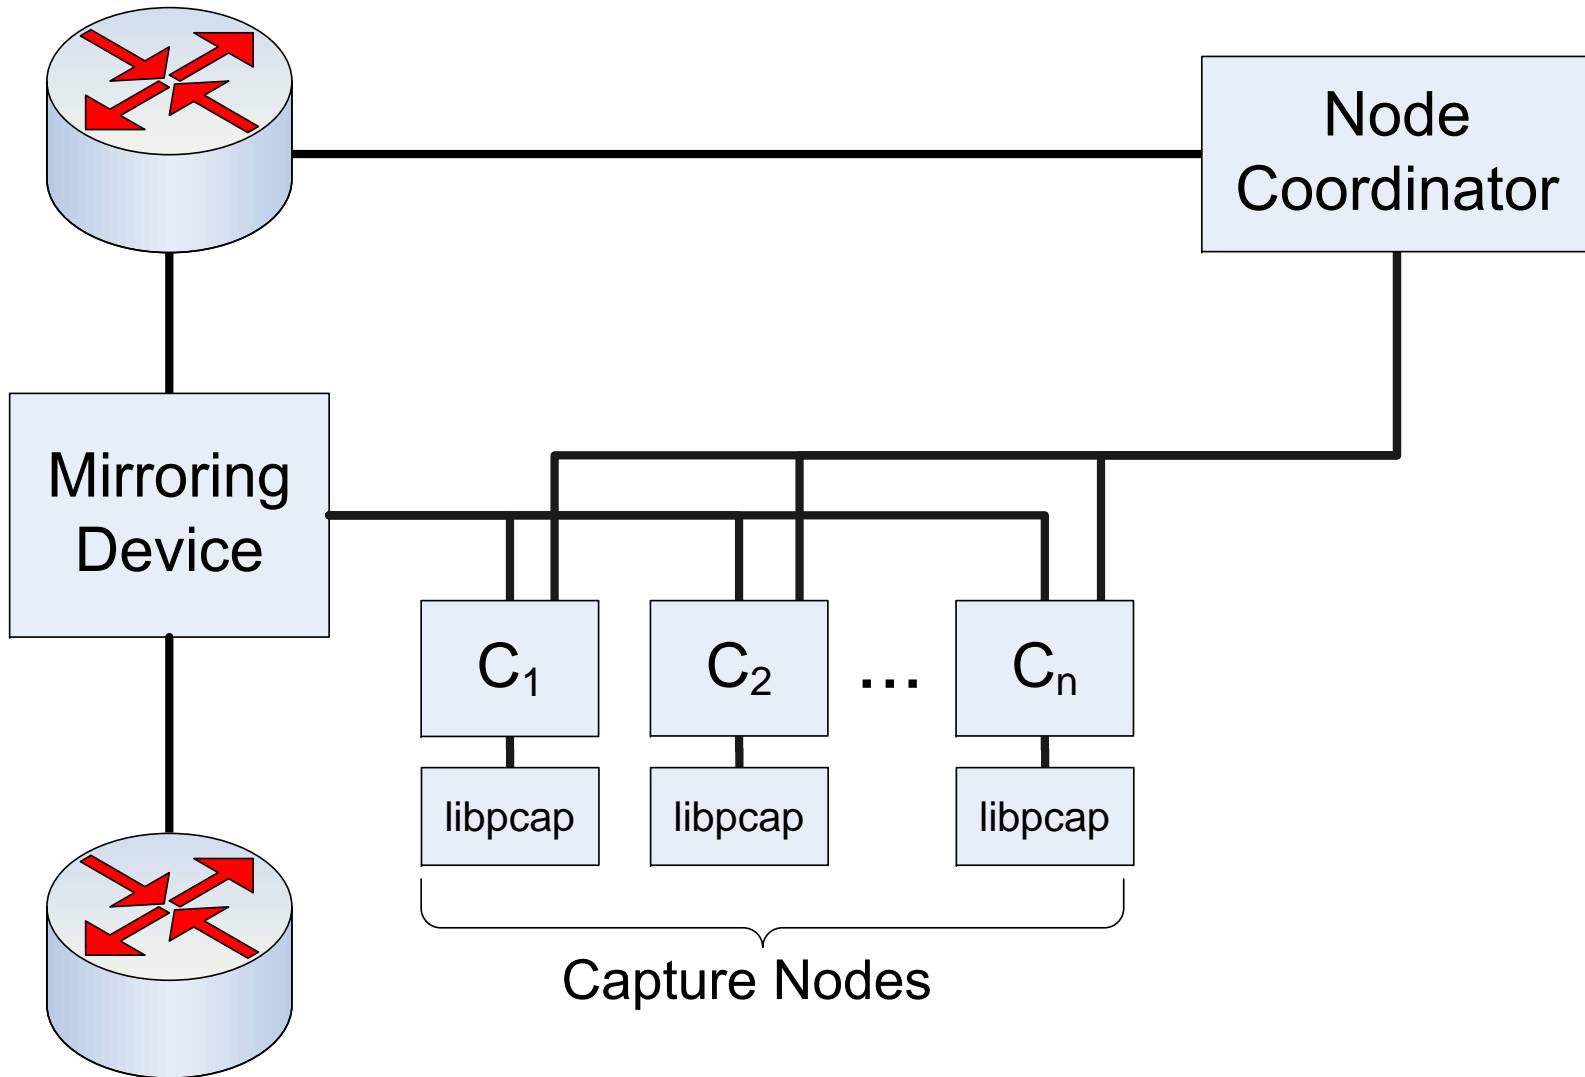 Node
Coordinator
Mirroring
Device
C1
C2
...
Cn
libpcap
libpcap
libpcap
Capture Nodes